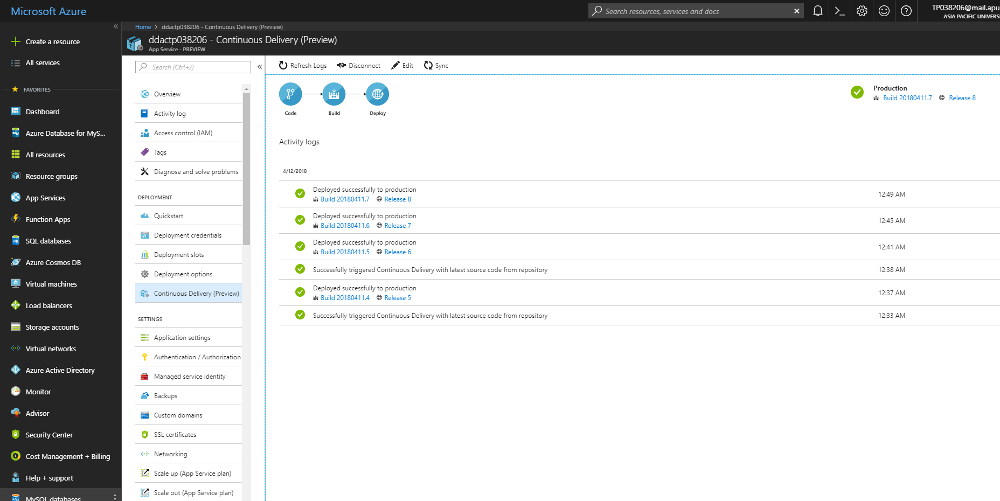 Microsoft Azure
Search resources, services and docs
TP038206@mail.apu
ASIA PACIFIC UNIVERS
Create a resource
All services
FAVORITES
Dashboard
Azure Database for MyS...
All resources
Resource groups
App Services
Function Apps
SQL databases
Azure Cosmos DB
Virtual machines
Load balancers
Storage accounts
Virtual networks
Azure Active Directory
Monitor
Advisor
Security Center
Cost Management + Billing
Help + support
MySQL databases
Home > ddactp038206 - Continuous Delivery (Preview)
ddactp038206 - Continuous Delivery (Preview)
App Service - PREVIEW
Search (Ctrl+/)
Overview
Activity log
Access control (IAM)
Tags
Diagnose and solve problems
DEPLOYMENT
Quickstart
Deployment credentials
Deployment slots
Deployment options
Continuous Delivery (Preview)
SETTINGS
Application settings
Authentication / Authorization
Managed service identity
Backups
Custom domains
SSL certificates
Networking
Scale up (App Service plan)
Scale out (App Service plan)
Refresh Logs Disconnect Edit Sync
Code Build Deploy
Production
Build 20180411.7 Release 8
Activity logs
4/12/2018
Deployed successfully to production
Build 20180411.7 Release 8
12:49 AM
Deployed successfully to production
Build 20180411.6 Release 7
12:45 AM
Deployed successfully to production
Build 20180411.5 Release 6
12:41 AM
Successfully triggered Continuous Delivery with latest source code from repository
12:38 AM
Deployed successfully to production
Build 20180411.4 Release 5
12:37 AM
Successfully triggered Continuous Delivery with latest source code from repository
12:33 AM